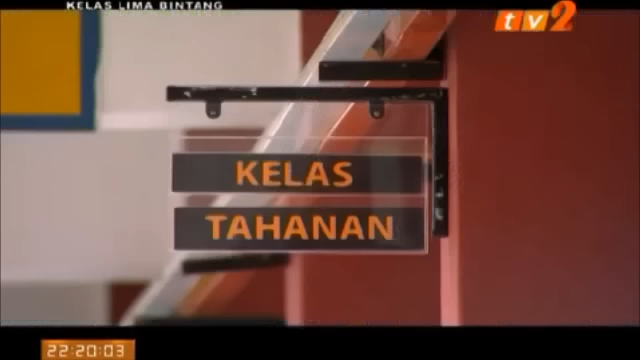 KELAS LIMA BINTANG
tv2
KELAS
TAHANAN
22:20:03